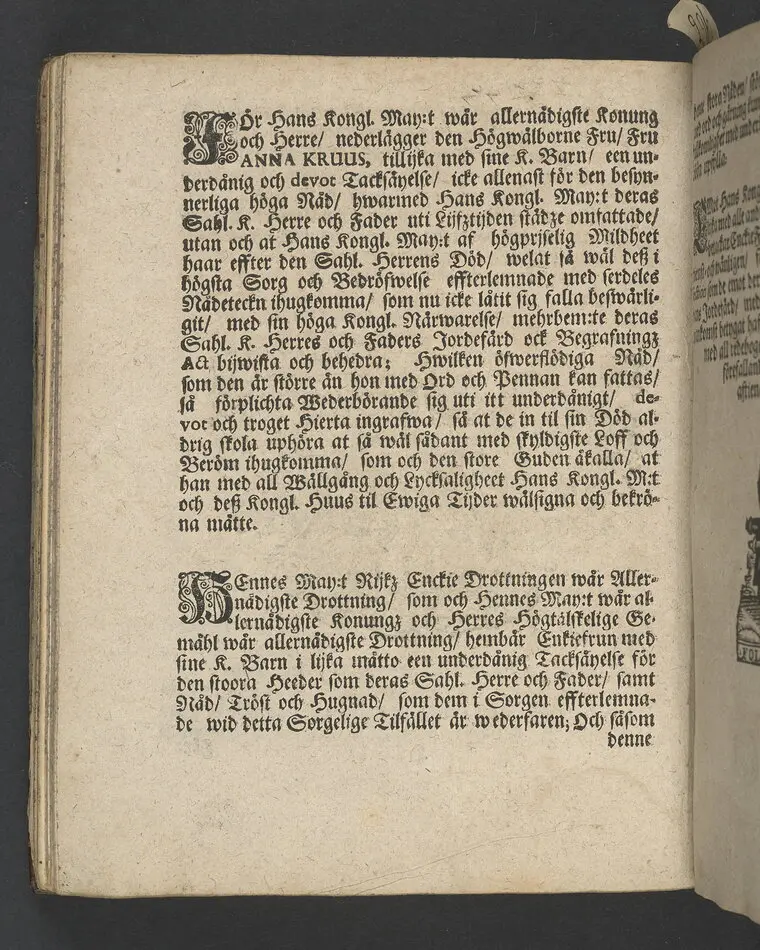 FÖr Hans Kongl. May:t wår allernådigste Konung
och Herre/ nederlägger den Högwälborne Fru/ Fru
ANNA KRUUS, tillijka med sine K. Barn/ een un-
derdånig och devot Tacksäyelse/ icke allenast för den besyn-
nerliga höga Nåd/ hwarmed Hans Kongl. May:t deras
Sahl. K. Herre och Fader uti Lijfztijden städze omfattade/
utan och at Hans Kongl. May:t af högprijselig Mildheet
haar effter den Sahl. Herrens Död/ welat så wäl deß i
högsta Sorg och Bedröfwelse effterlemnade med serdeles
Nådeteckn ihugkomma/ som nu icke låtit sig falla beswärli-
git/ med sin höga Kongl. Närwarelse/ mehrbem:te deras
Sahl. K. Herres och Faders Jordefärd ock Begrafningz
Act bijwista och behedra; Hwilken öfwerflödiga Nåd/
som den är större än hon med Ord och Pennan kan fattas/
så förplichta Wederbörande sig uti itt underdånigt/ de-
vot och troget Hierta ingrafwa/ så at de in til sin Död al-
drig skola uphöra at så wäl sådant med skyldigste Loff och
Beröm ihugkomma/ som och den store Guden åkalla/ at
han med all Wällgång och Lycksaligheet Hans Kongl. M:t
och deß Kongl. Huus til Ewiga Tijder wälsigna och bekrö-
na måtte.
HEnnes May:t Rijkz Enckie Drottningen wår Aller-
nådigste Drottning/ som och Hennes May:t wår al-
lernådigste Konungz och Herres Högtälskelige Ge-
mähl wår allernådigste Drottning/ hembär Enkiefrun med
sine K. Barn i lijka måtto een underdånig Tacksäyelse för
den stoora Heeder som deras Sahl. Herre och Fader/ samt
Nåd/ Tröst och Hugnad/ som dem i Sorgen effterlemna-
de wid detta Sorgelige Tilfället är wederfaren; Och såsom
denne